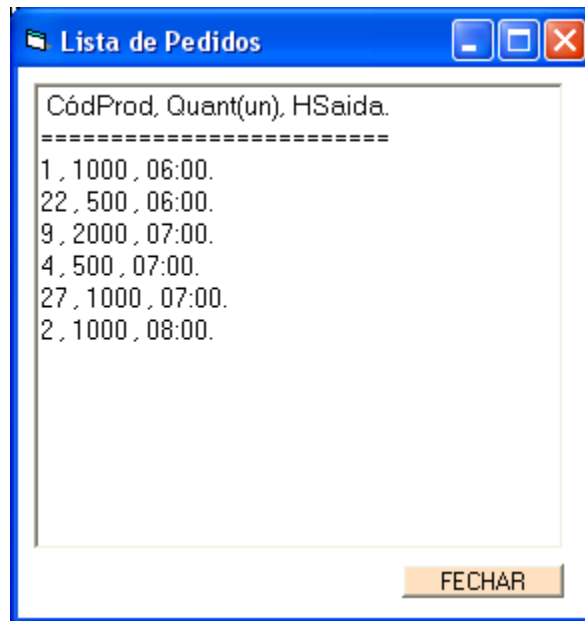 Lista de Pedidos
CódProd, Quant(un), HSaida.
=========================
1 , 1000 , 06:00.
22 , 500 , 06:00.
9 , 2000 , 07:00.
4 , 500 , 07:00.
27 , 1000 , 07:00.
2 , 1000 , 08:00.
FECHAR